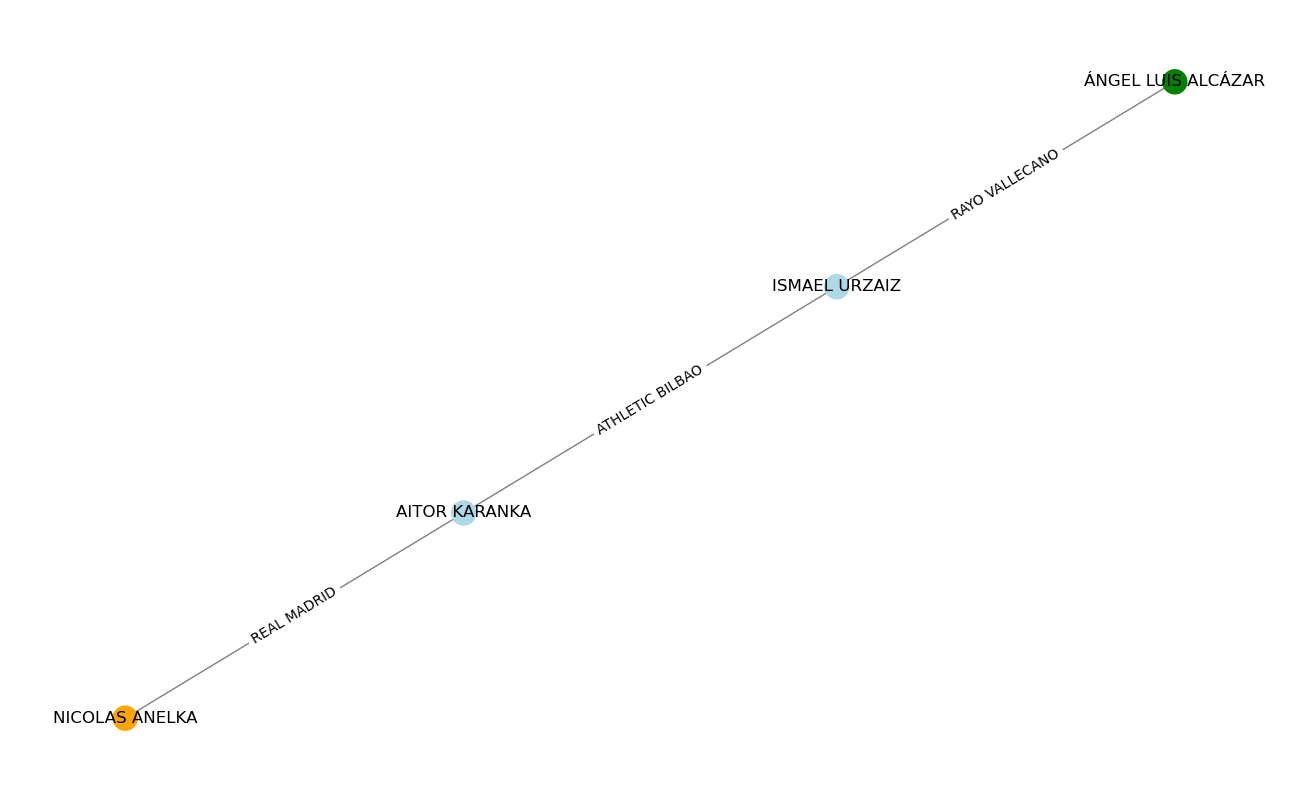 ÁNGEL LUIS ALCÁZAR
RAYO VALLECANO
ISMAEL URZAIZ
ATHLETIC BILBAO
AITOR KARANKA
REAL MADRID
NICOLAS ANELKA